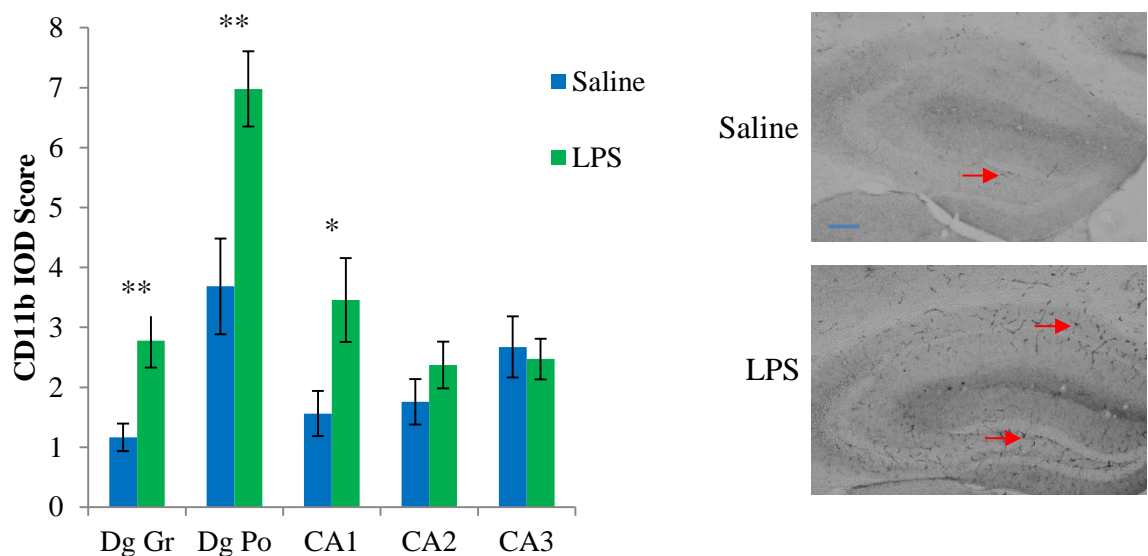 CD11b IOD Score
8
7
6
5
4
3
2
1
0
**
**
*
Dg Gr
Dg Po
CA1
CA2
CA3
Saline
LPS
Saline
LPS